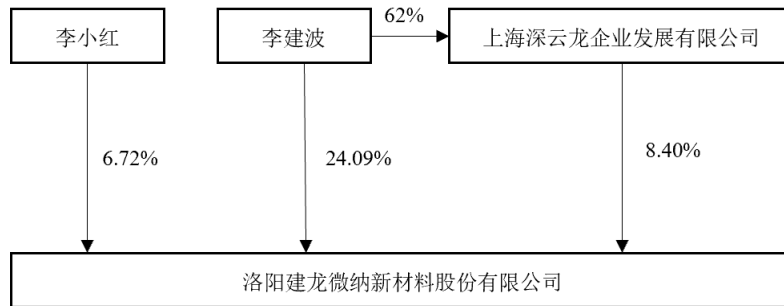 李小红
李建波
62%
上海深云龙企业发展有限公司
6.72%
24.09%
8.40%
洛阳建龙微纳新材料股份有限公司